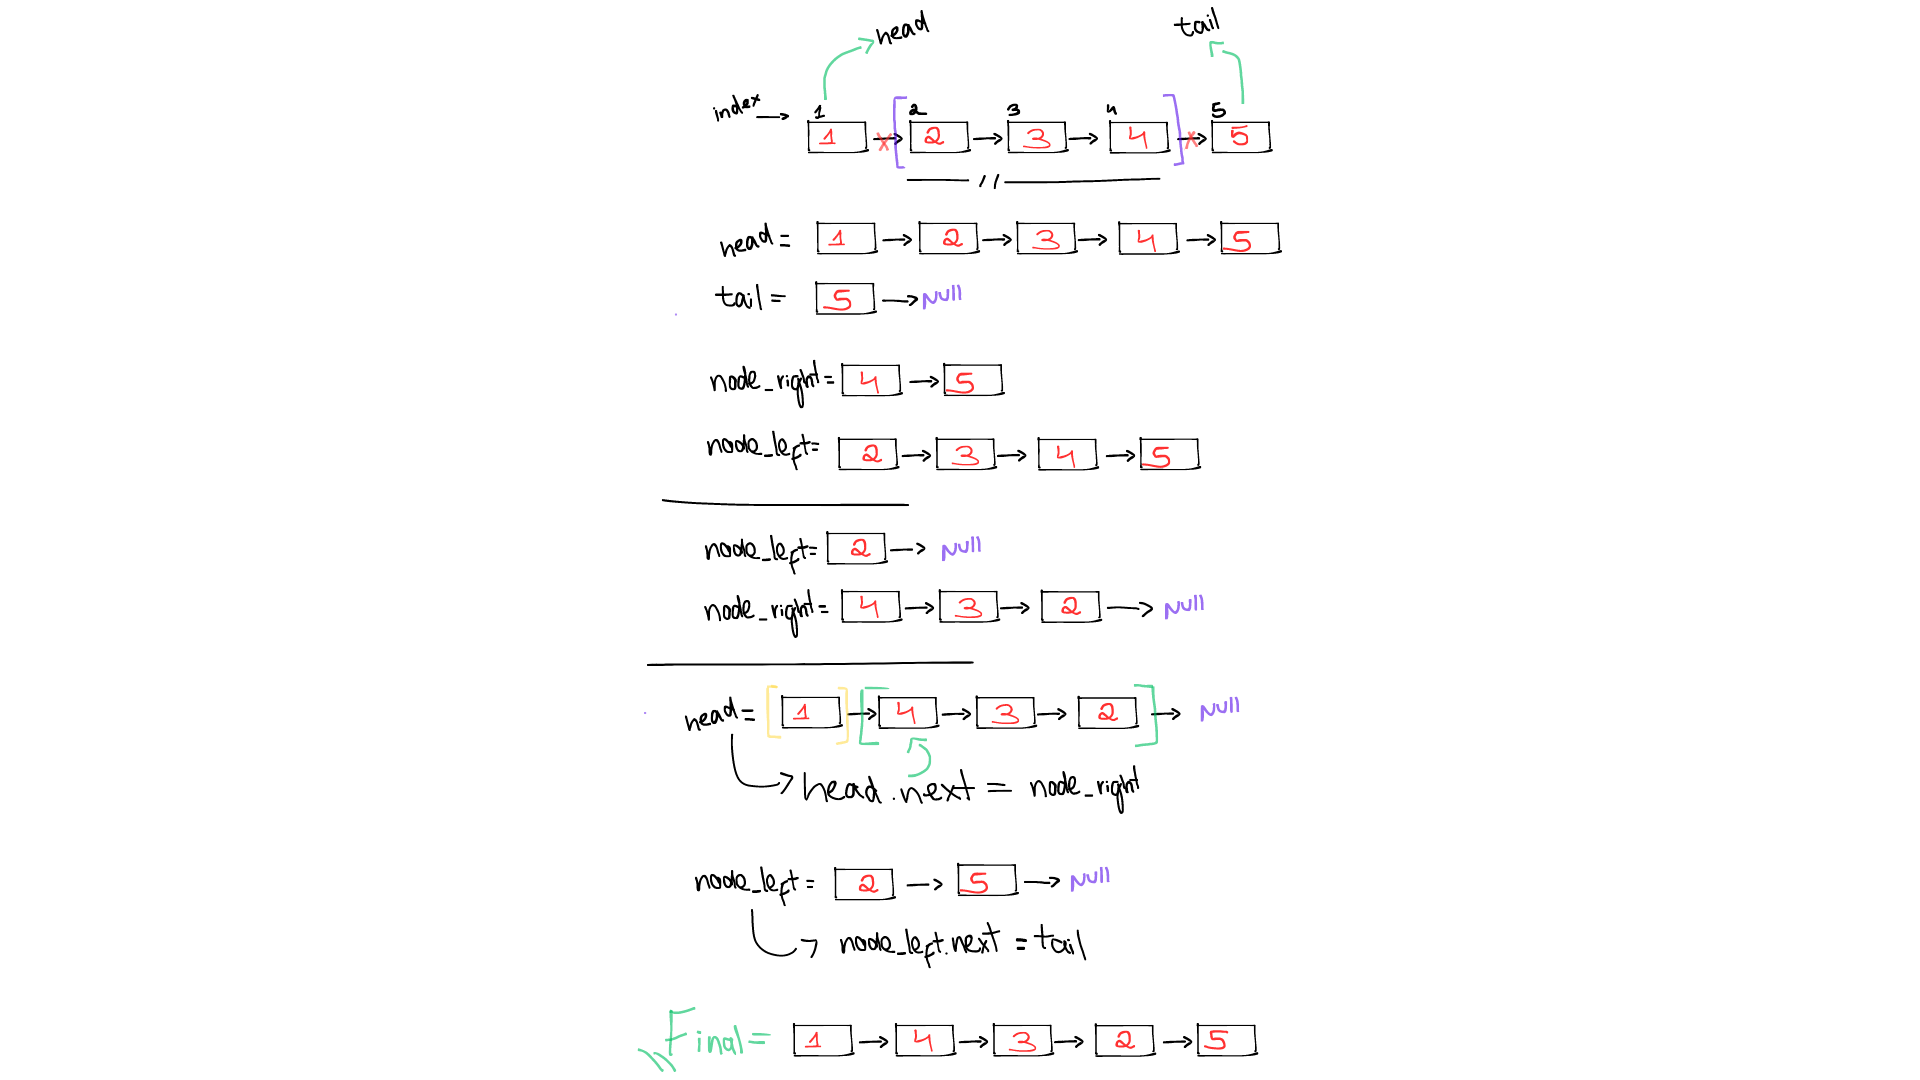 head tail
index → 1 2 3 4 5
1 → 2 → 3 → 4 → 5
head = 1 → 2 → 3 → 4 → 5
tail = 5 → Null
node_right = 4 → 5
node_left = 2 → 3 → 4 → 5
node_left = 2 → Null
node_right = 4 → 3 → 2 → Null
head = [1] → [4 → 3 → 2] → Null
head.next = node_right
node_left = 2 → 5 → Null
node_left.next = tail
Final = 1 → 4 → 3 → 2 → 5